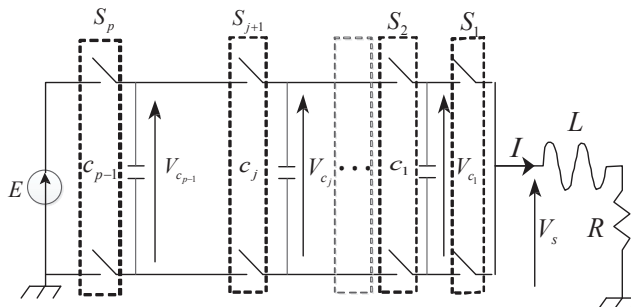 S_p
S_{j+1}
S_2
S_1
E
c_{p-1}
V_{c_{p-1}}
c_j
V_{c_j}
...
c_1
V_{c_1}
I
L
V_s
R